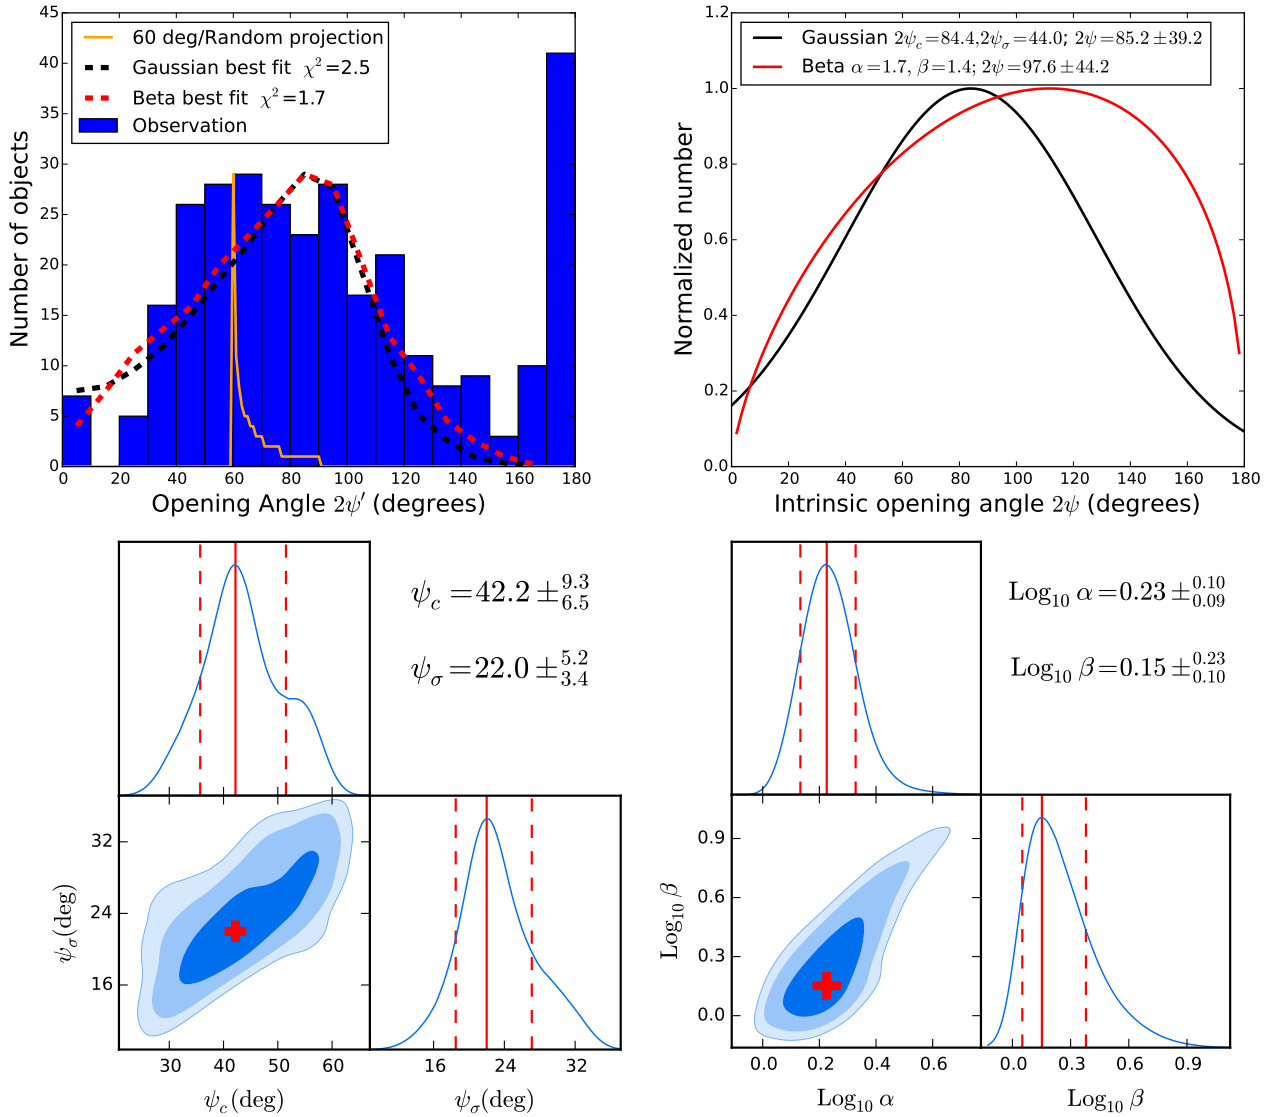 60 deg/Random projection
Gaussian best fit χ²=2.5
Beta best fit χ²=1.7
Observation
Number of objects
45
40
35
30
25
20
15
10
5
0
0 20 40 60 80 100 120 140 160 180
Opening Angle 2ψ′ (degrees)
Gaussian 2ψ_c=84.4,2ψ_σ=44.0; 2ψ=85.2±39.2
Beta α=1.7, β=1.4; 2ψ=97.6±44.2
Normalized number
1.2
1.0
0.8
0.6
0.4
0.2
0.0
0 20 40 60 80 100 120 140 160 180
Intrinsic opening angle 2ψ (degrees)
ψ_c=42.2±^{9.3}_{6.5}
ψ_σ=22.0±^{5.2}_{3.4}
ψ_σ(deg)
32
24
16
30 40 50 60
ψ_c(deg)
16 24 32
ψ_σ(deg)
Log₁₀ α=0.23±^{0.10}_{0.09}
Log₁₀ β=0.15±^{0.23}_{0.10}
Log₁₀ β
0.9
0.6
0.3
0.0
0.0 0.2 0.4 0.6
Log₁₀ α
0.0 0.3 0.6 0.9
Log₁₀ β